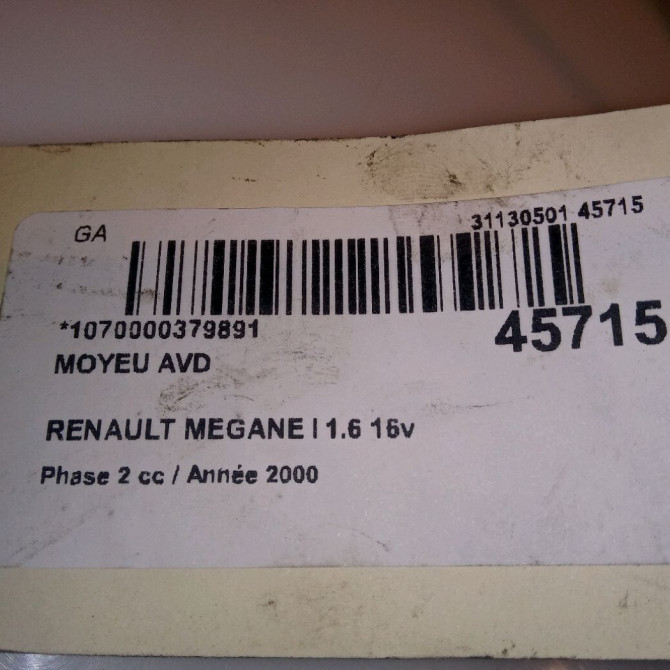 GA
31130501 45715
*1070000379891
45715
MOYEU AVD
RENAULT MEGANE I 1.6 16v
Phase 2 cc / Année 2000